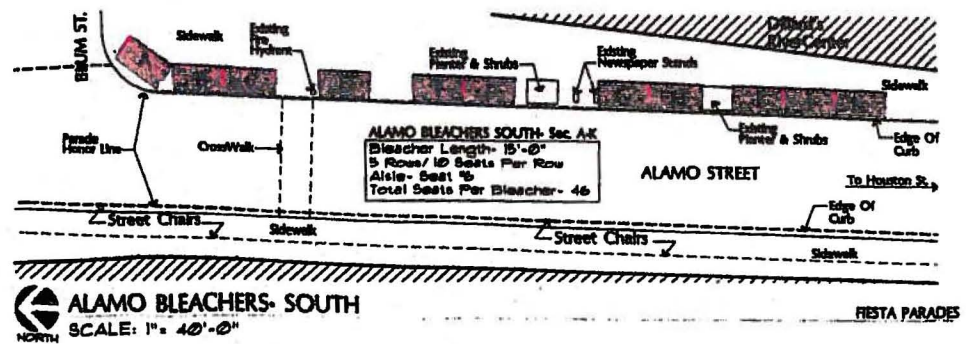 BLUM ST.
Sidewalk
Existing
Fire
Hydrant
Existing
Planter & Shrubs
Existing
Newspaper Stands
Dillard's
RiverCenter
Sidewalk
Parade
Honor Line
CrossWalk
ALAMO BLEACHERS SOUTH- Sec. A-K
Bleacher Length- 15'-0"
5 Rows/ 10 Seats Per Row
Aisle- Seat #6
Total Seats Per Bleacher- 46
Existing
Planter & Shrubs
Edge Of
Curb
ALAMO STREET
To Houston St.
Edge Of
Curb
Street Chairs
Sidewalk
Street Chairs
Sidewalk
ALAMO BLEACHERS- SOUTH
FIESTA PARADES
NORTH
SCALE: 1"= 40'-0"